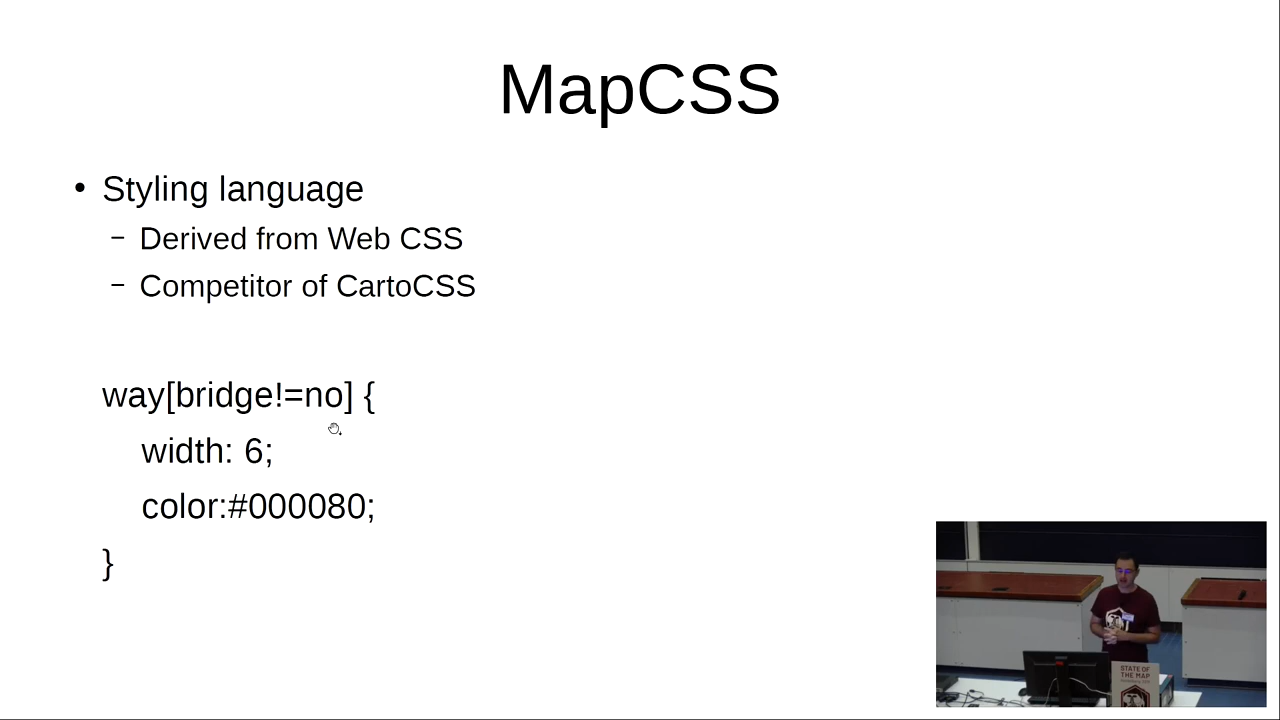 MapCSS
• Styling language
– Derived from Web CSS
– Competitor of CartoCSS
way[bridge!=no] {
width: 6;
color:#000080;
}
STATE OF
THE MAP